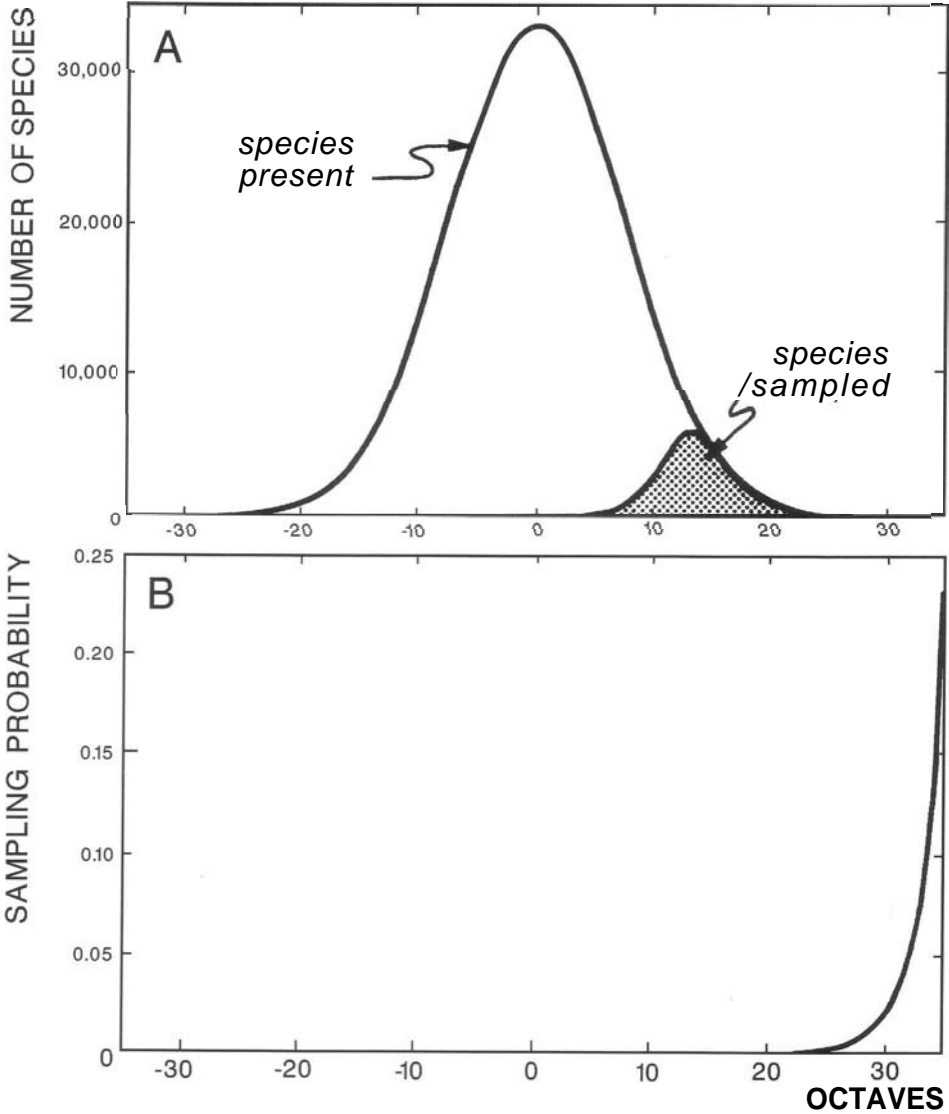 NUMBER OF SPECIES
A
30,000
20,000
10,000
0
species
present
species
/sampled
-30
-20
-10
0
10
20
30
SAMPLING PROBABILITY
B
0.25
0.20
0.15
0.10
0.05
0
-30
-20
-10
0
10
20
30
OCTAVES